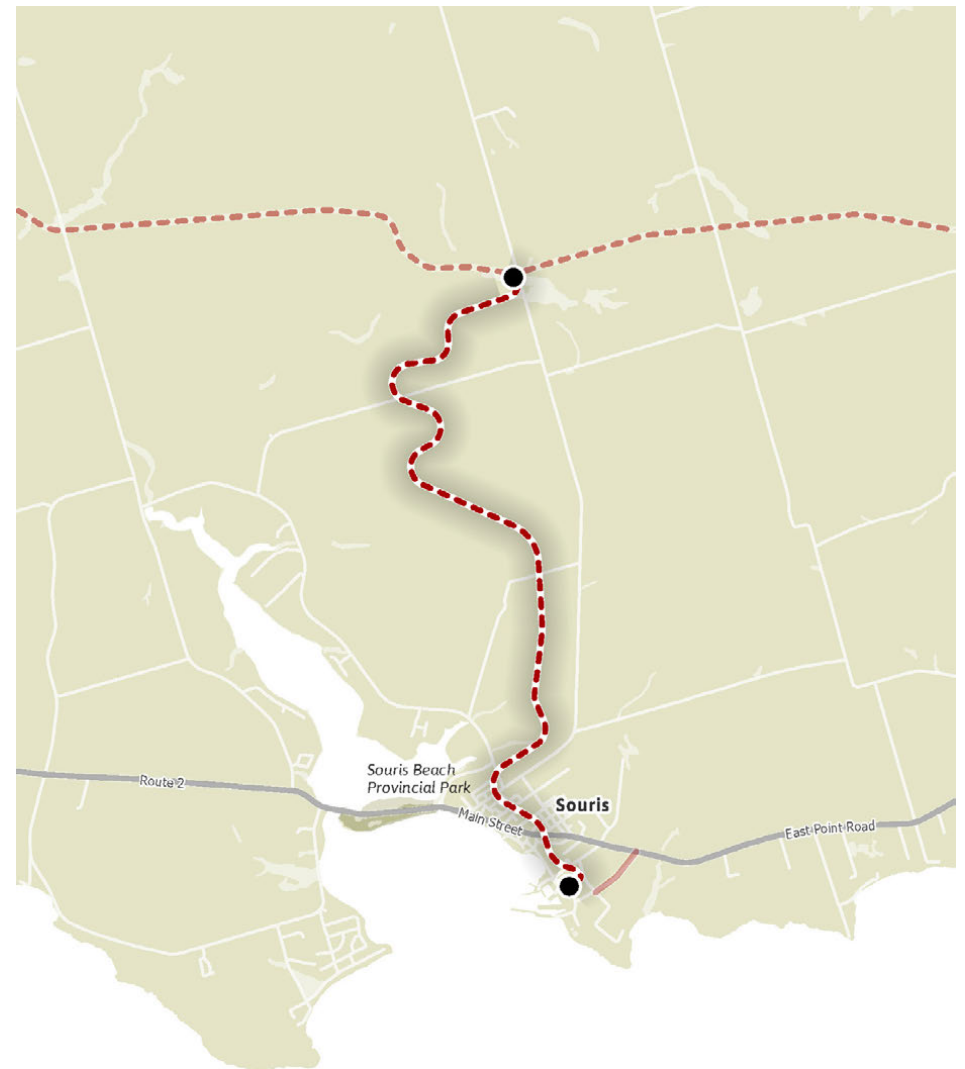 Route 2
Souris Beach
Provincial Park
Souris
Main Street
East Point Road